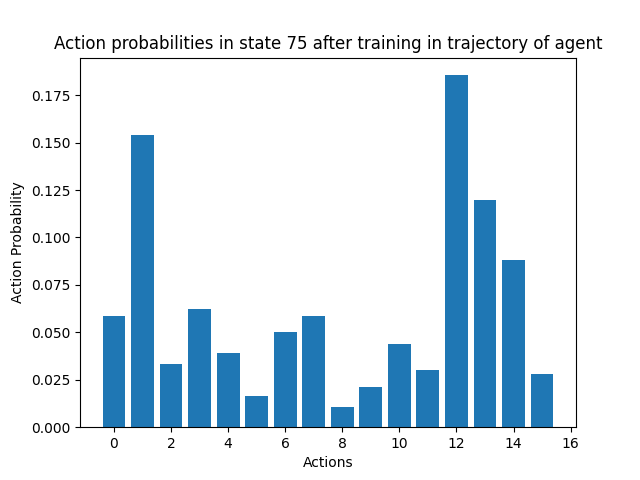 Action probabilities in state 75 after training in trajectory of agent
0.175
0.150
0.125
0.100
0.075
0.050
0.025
0.000
Action Probability
0 2 4 6 8 10 12 14 16
Actions